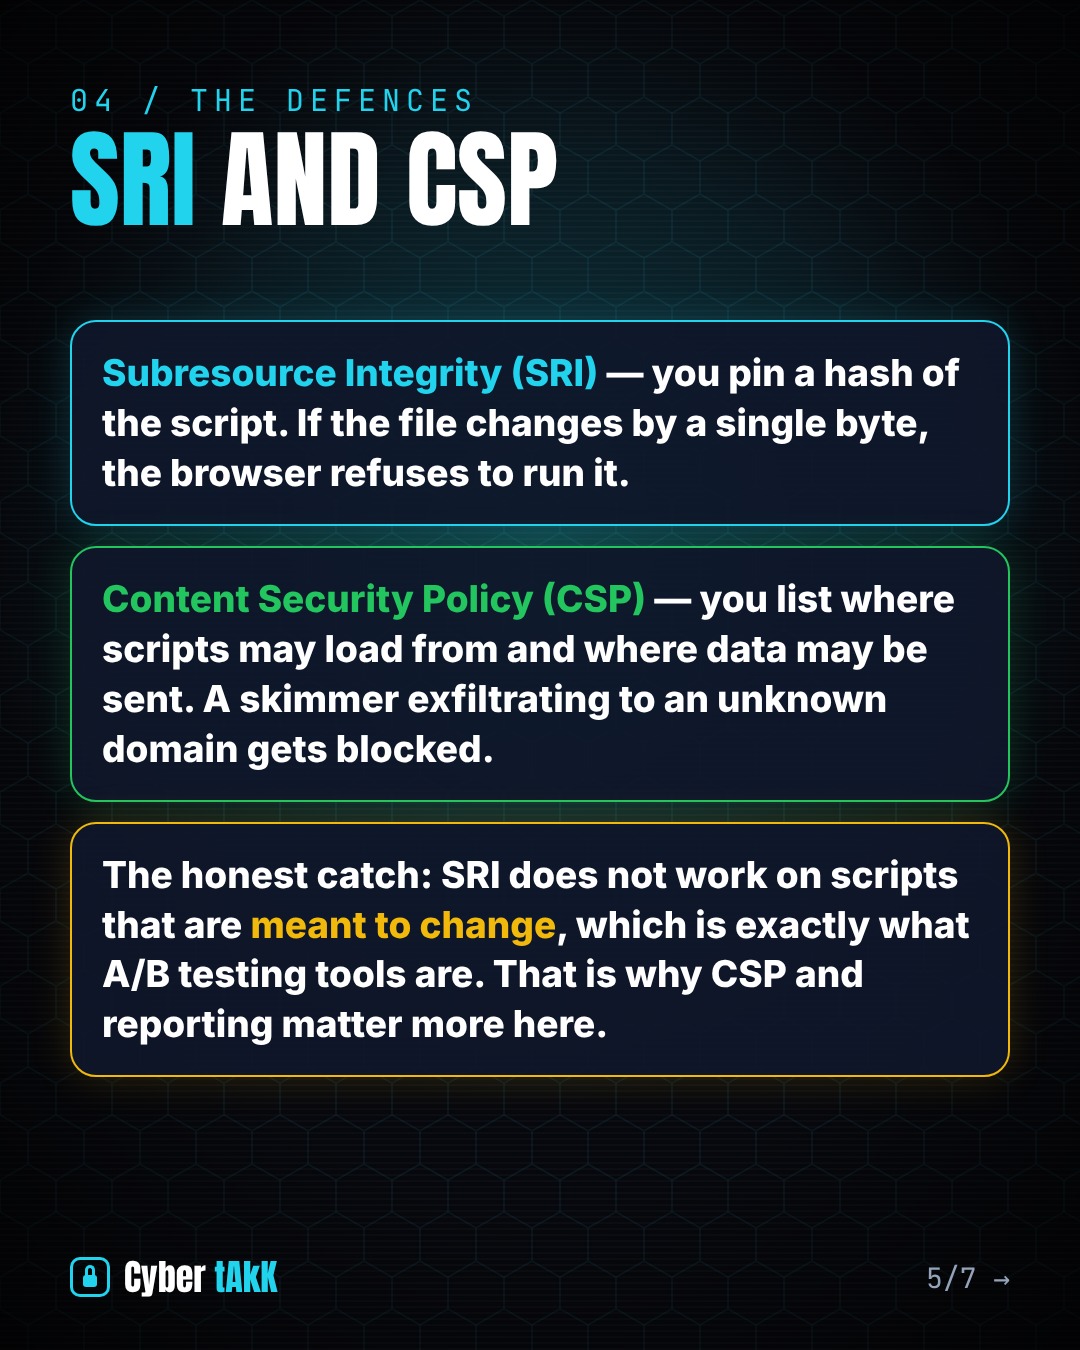 04 / THE DEFENCES
SRI AND CSP
Subresource Integrity (SRI) — you pin a hash of
the script. If the file changes by a single byte,
the browser refuses to run it.
Content Security Policy (CSP) — you list where
scripts may load from and where data may be
sent. A skimmer exfiltrating to an unknown
domain gets blocked.
The honest catch: SRI does not work on scripts
that are meant to change, which is exactly what
A/B testing tools are. That is why CSP and
reporting matter more here.
Cyber tAkK
5/7 →